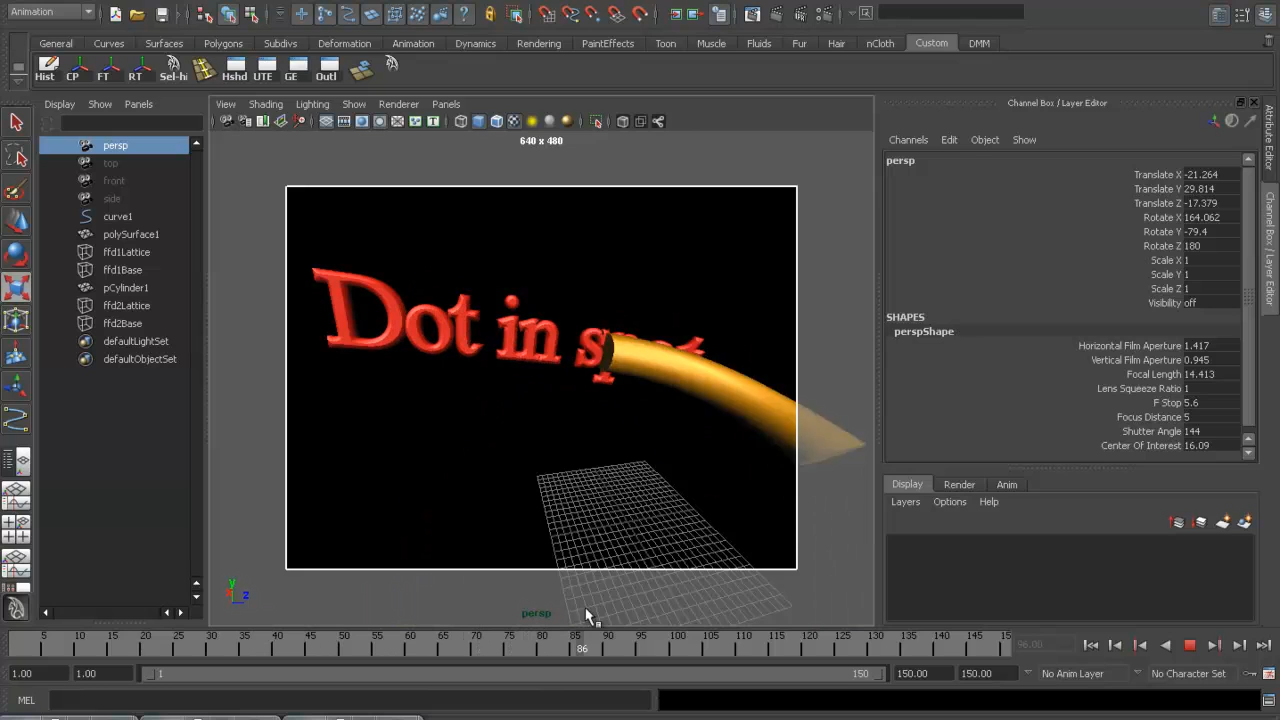 Animation
General Curves Surfaces Polygons Subdivs Deformation Animation Dynamics Rendering PaintEffects Toon Muscle Fluids Fur Hair nCloth Custom DMM
Hist CP FT RT Sel-hi Hshd UTE GE Outl
Display Show Panels
View Shading Lighting Show Renderer Panels
Channel Box / Layer Editor
Channels Edit Object Show
persp
top
front
side
curve1
polySurface1
ffd1Lattice
ffd1Base
pCylinder1
ffd2Lattice
ffd2Base
defaultLightSet
defaultObjectSet
640 x 480
Dot in
persp
y
z
persp
Translate X -21.264
Translate Y 29.814
Translate Z -17.379
Rotate X 164.062
Rotate Y -79.4
Rotate Z 180
Scale X 1
Scale Y 1
Scale Z 1
Visibility off
SHAPES
perspShape
Horizontal Film Aperture 1.417
Vertical Film Aperture 0.945
Focal Length 14.413
Lens Squeeze Ratio 1
F Stop 5.6
Focus Distance 5
Shutter Angle 144
Center Of Interest 16.09
Display Render Anim
Layers Options Help
Attribute Editor
Channel Box / Layer Editor
5 10 15 20 25 30 35 40 45 50 55 60 65 70 75 80 85 90 95 100 105 110 115 120 125 130 135 140 145 15
86
1.00 1.00 1 150 150.00 150.00 No Anim Layer No Character Set
MEL